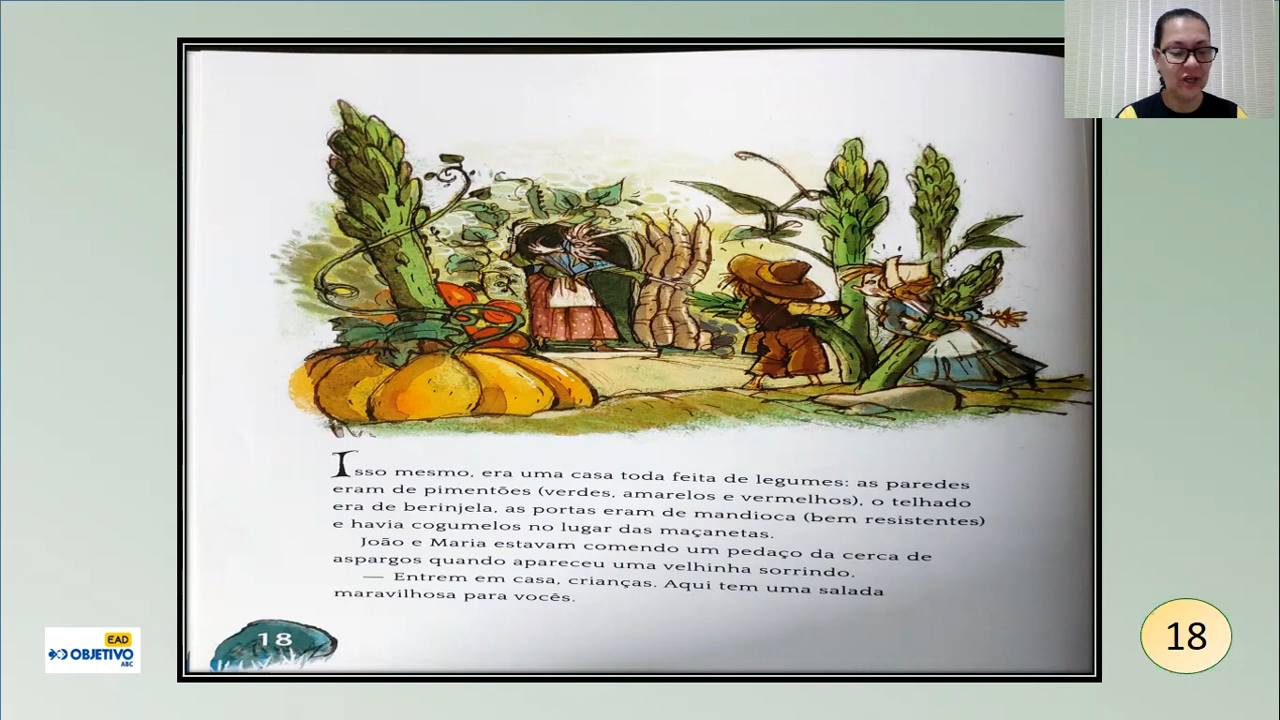 Isso mesmo, era uma casa toda feita de legumes: as paredes
eram de pimentões (verdes, amarelos e vermelhos), o telhado
era de berinjela, as portas eram de mandioca (bem resistentes)
e havia cogumelos no lugar das maçanetas.
João e Maria estavam comendo um pedaço da cerca de
aspargos quando apareceu uma velhinha sorrindo.
— Entrem em casa, crianças. Aqui tem uma salada
maravilhosa para vocês.
18
EAD
OBJETIVO
ABC
18